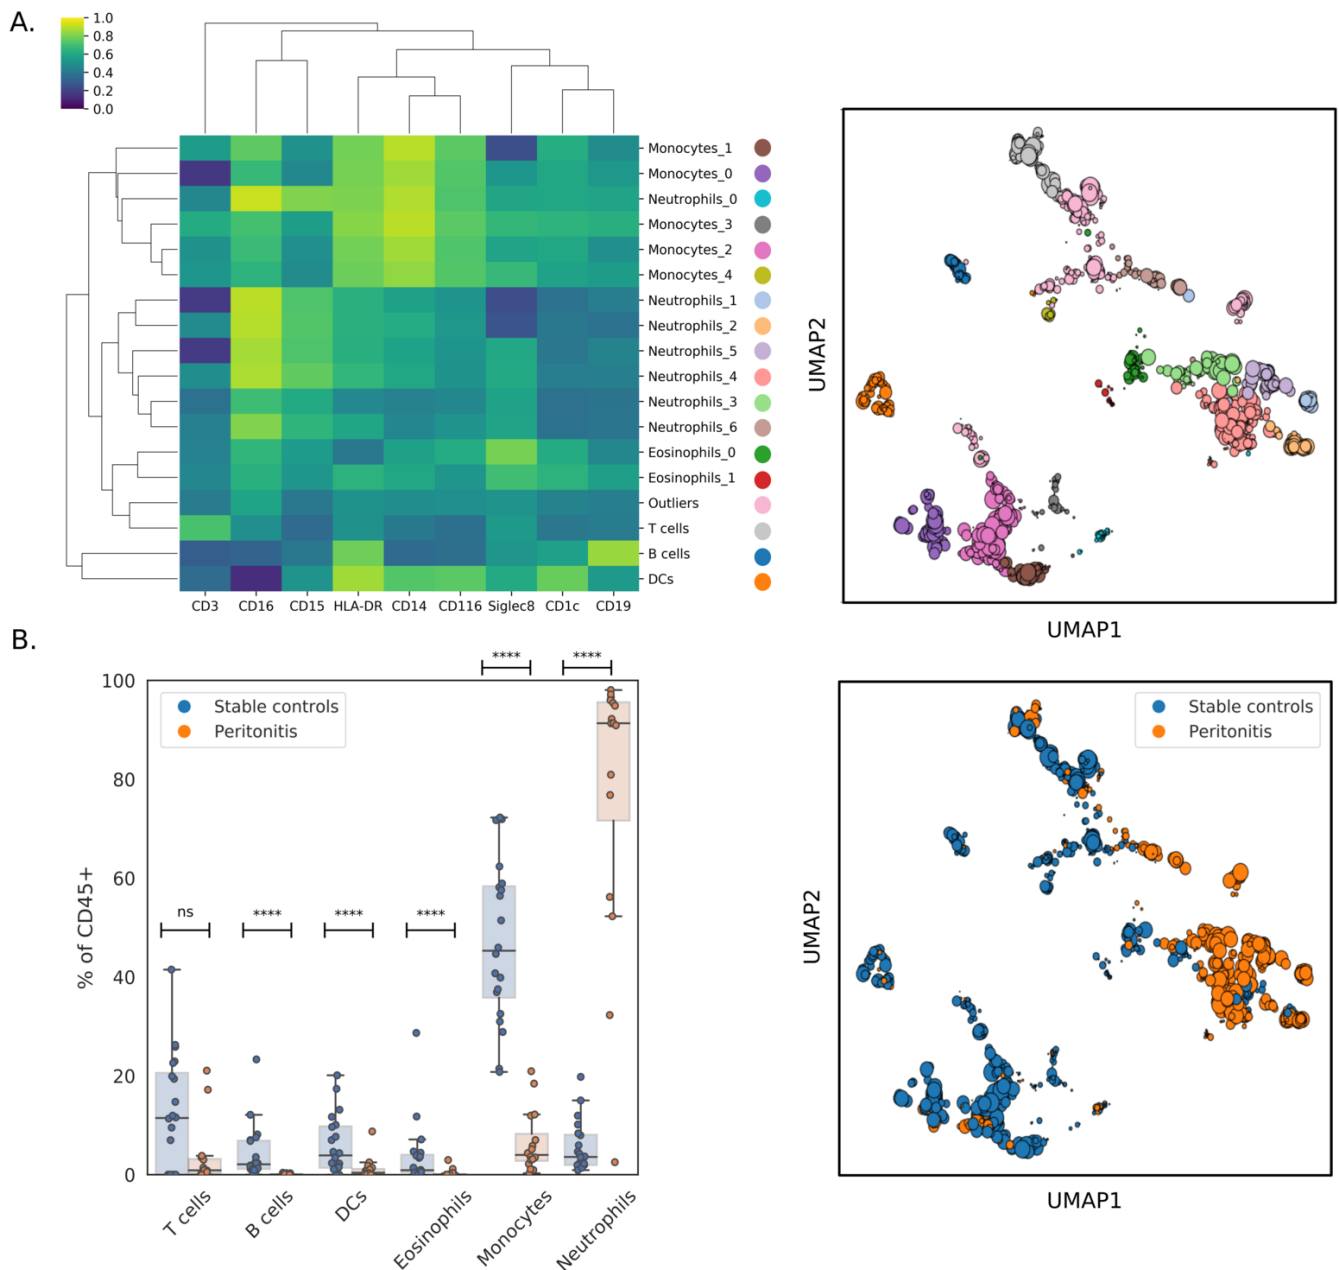 A.
1.0
0.8
0.6
0.4
0.2
0.0
Monocytes_1
Monocytes_0
Neutrophils_0
Monocytes_3
Monocytes_2
Monocytes_4
Neutrophils_1
Neutrophils_2
Neutrophils_5
Neutrophils_4
Neutrophils_3
Neutrophils_6
Eosinophils_0
Eosinophils_1
Outliers
T cells
B cells
DCs
CD3 CD16 CD15 HLA-DR CD14 CD116 Siglec8 CD1c CD19
UMAP2
UMAP1
B.
100
80
60
40
20
0
% of CD45+
Stable controls
Peritonitis
ns
****
****
****
****
****
T cells
B cells
DCs
Eosinophils
Monocytes
Neutrophils
Stable controls
Peritonitis
UMAP2
UMAP1